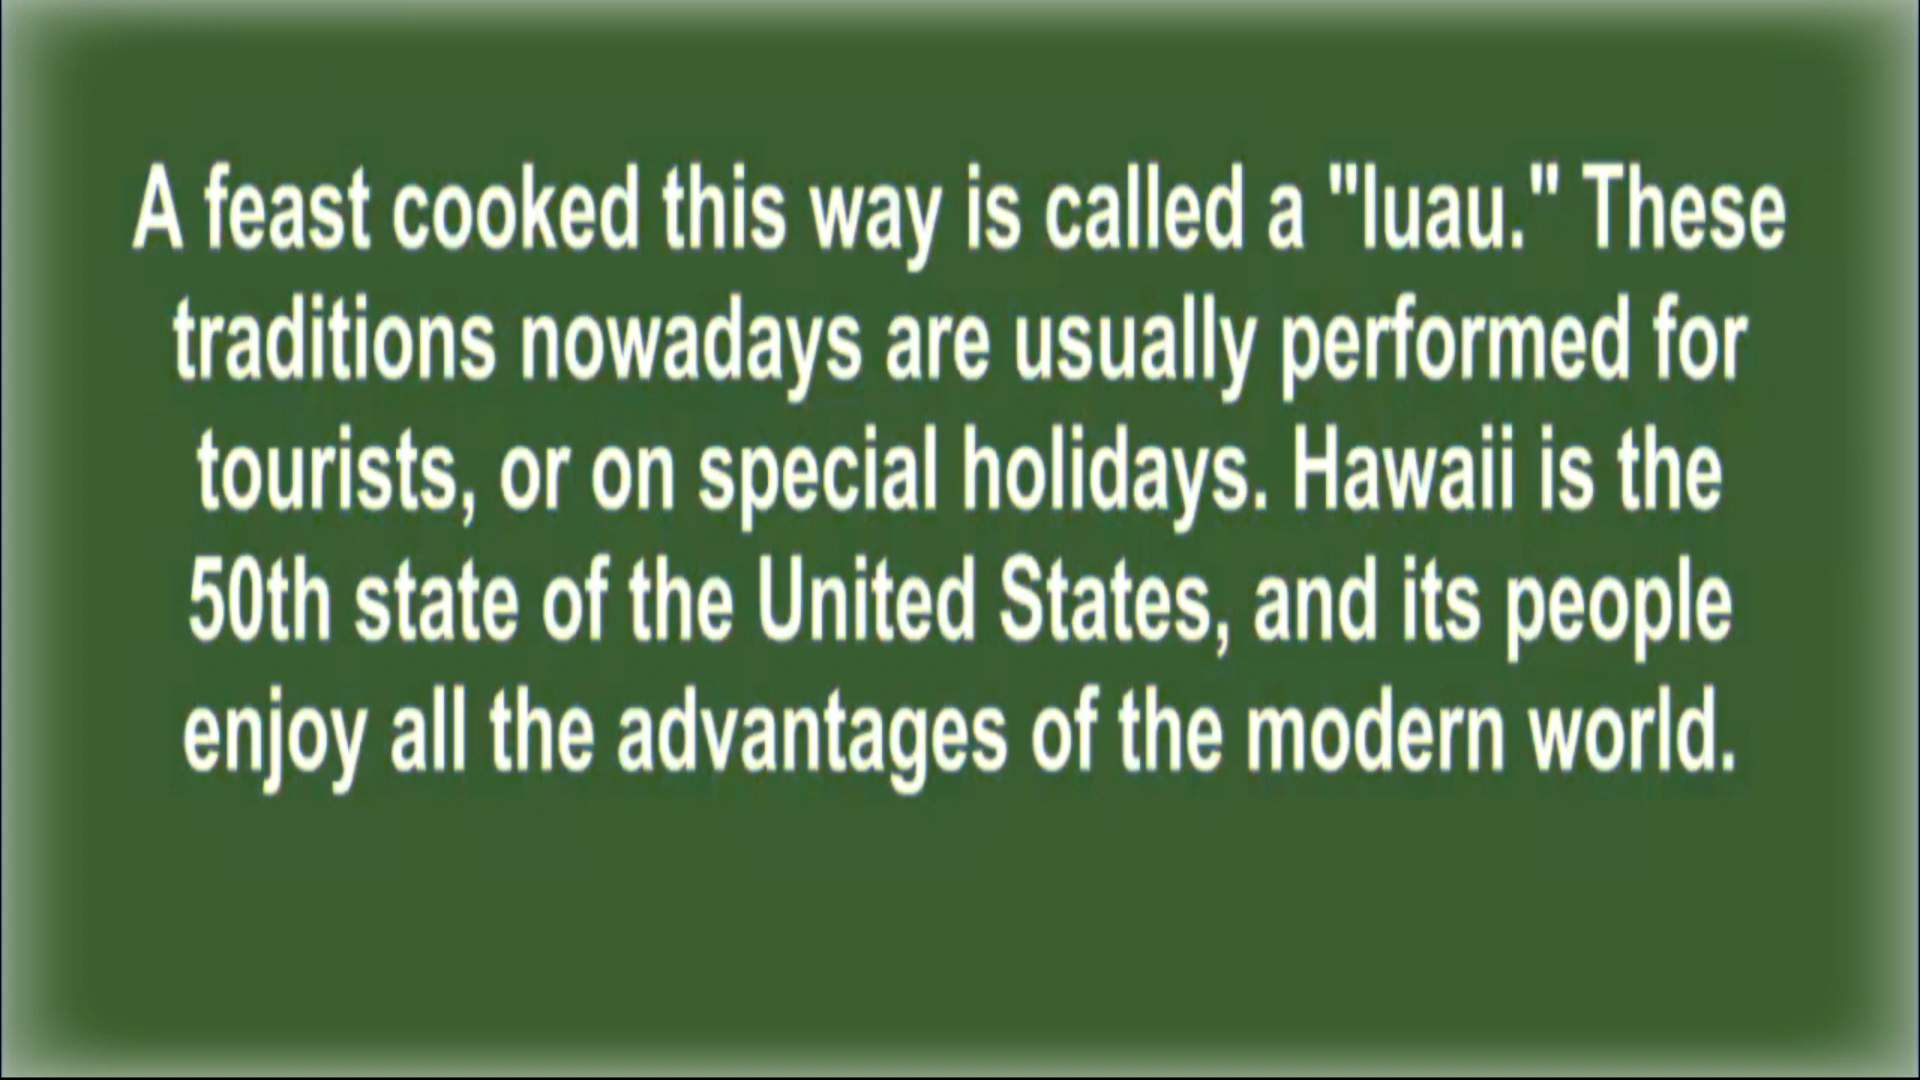 A feast cooked this way is called a "luau." These
traditions nowadays are usually performed for
tourists, or on special holidays. Hawaii is the
50th state of the United States, and its people
enjoy all the advantages of the modern world.